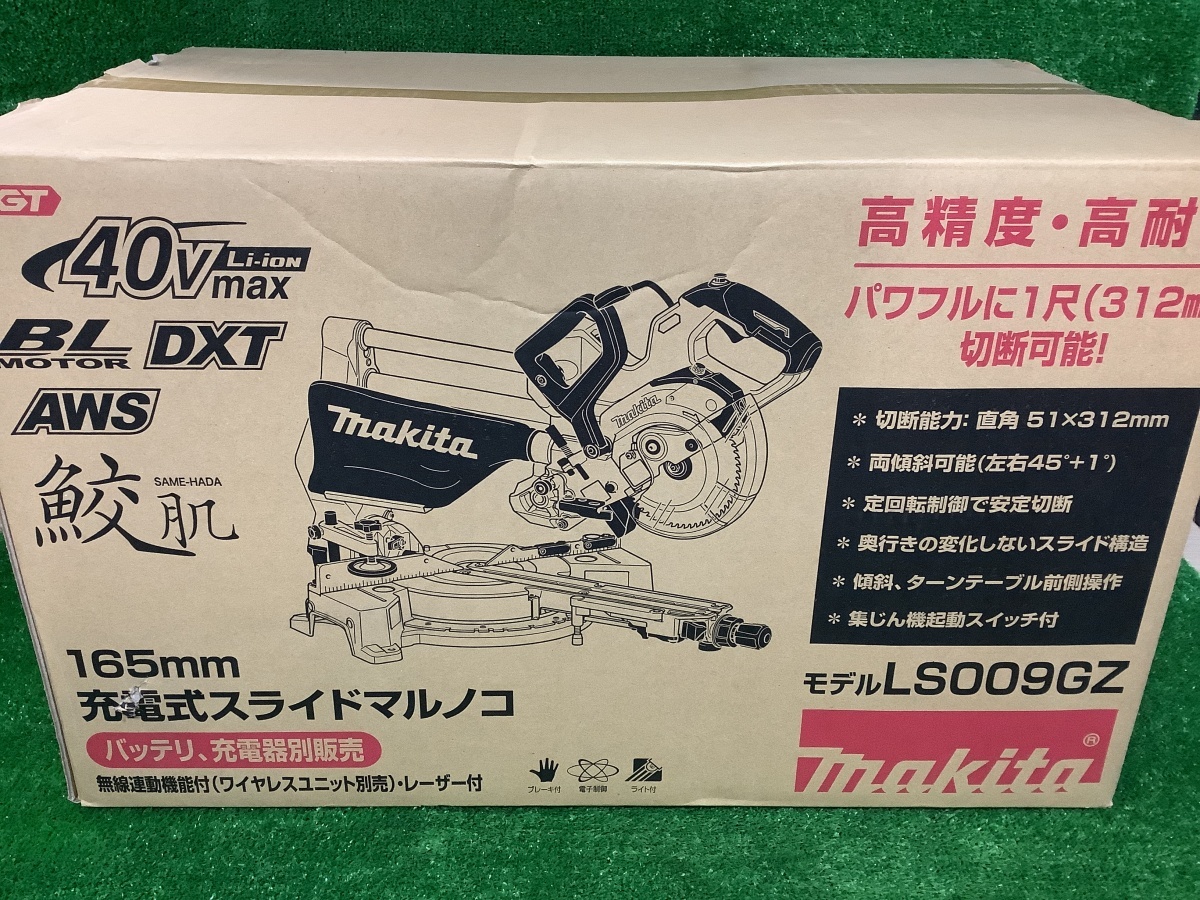 GT
40Vmax Li-ion
BL MOTOR
DXT
AWS
鮫肌
SAME-HADA
makita
makita
高精度・高耐
パワフルに1尺(312㎜
切断可能!
* 切断能力: 直角 51×312mm
* 両傾斜可能(左右45°+1°)
* 定回転制御で安定切断
* 奥行きの変化しないスライド構造
* 傾斜、ターンテーブル前側操作
* 集じん機起動スイッチ付
165mm
充電式スライドマルノコ
バッテリ、充電器別販売
無線連動機能付(ワイヤレスユニット別売)・レーザー付
ブレーキ付
電子制御
ライト付
モデルLS009GZ
makita®